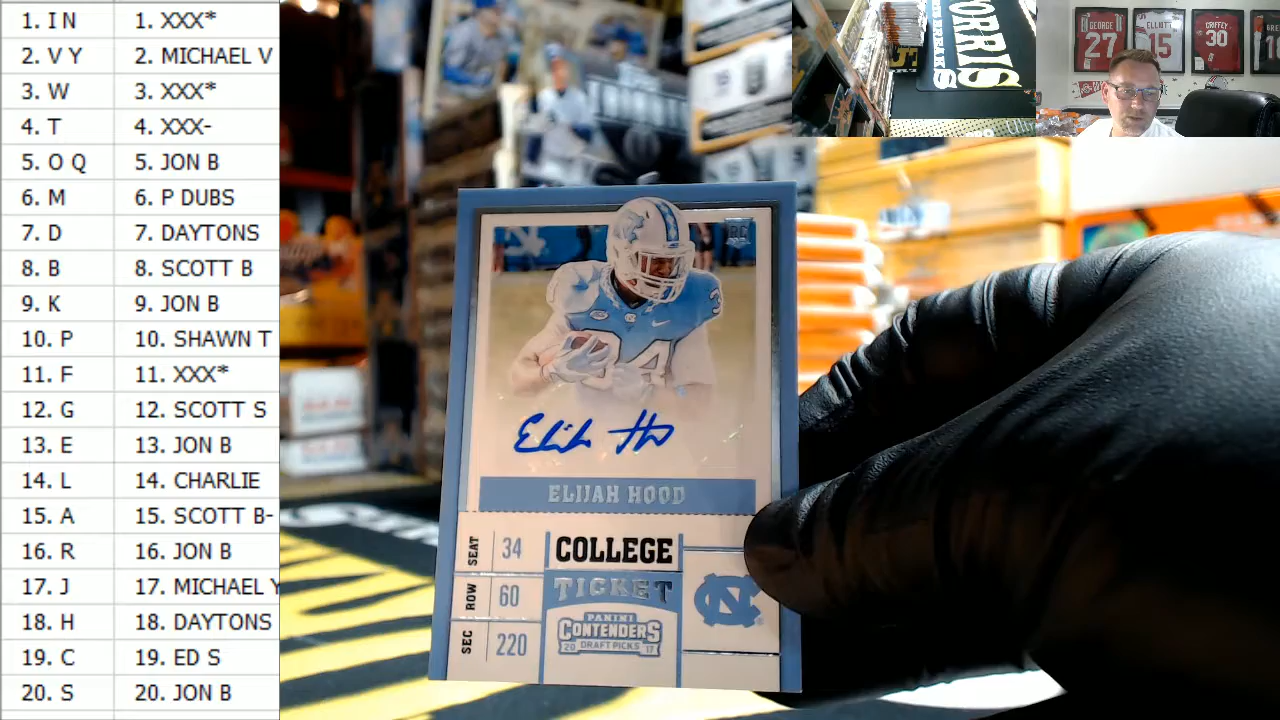 1. I N 1. XXX*
2. V Y 2. MICHAEL V
3. W 3. XXX*
4. T 4. XXX-
5. O Q 5. JON B
6. M 6. P DUBS
7. D 7. DAYTONS
8. B 8. SCOTT B
9. K 9. JON B
10. P 10. SHAWN T
11. F 11. XXX*
12. G 12. SCOTT S
13. E 13. JON B
14. L 14. CHARLIE
15. A 15. SCOTT B-
16. R 16. JON B
17. J 17. MICHAEL Y
18. H 18. DAYTONS
19. C 19. ED S
20. S 20. JON B
GEORGE
27
ELLIOTT
15
GRIFFEY
30
RC
34
ELIJAH HOOD
SEAT 34
ROW 60
SEC 220
COLLEGE
TICKET
PANINI
CONTENDERS
2017 DRAFT PICKS
NC